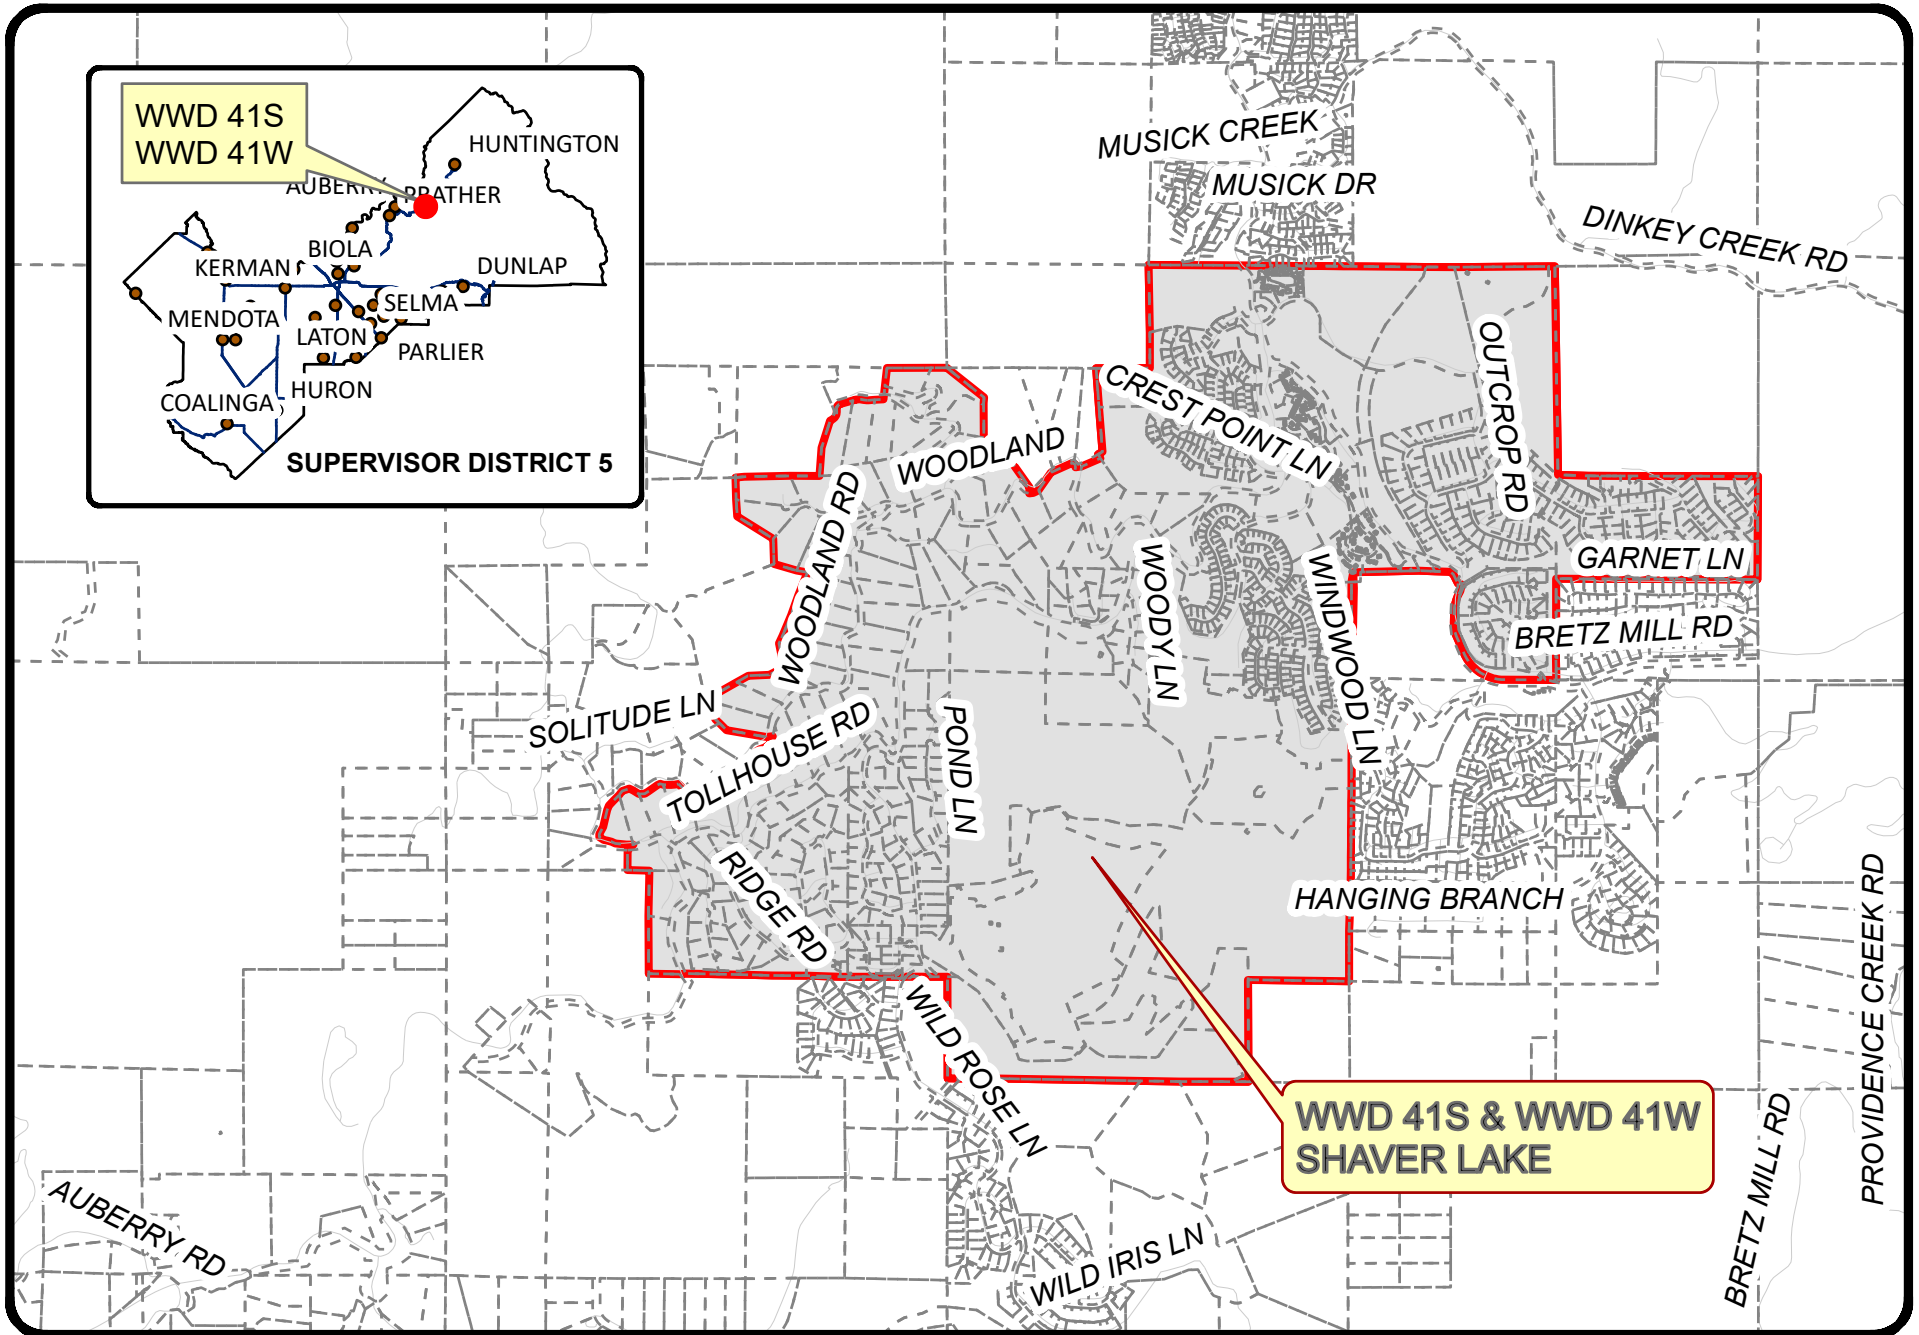 WWD 41S
WWD 41W
HUNTINGTON
AUBERRY
PRATHER
BIOLA
KERMAN
DUNLAP
SELMA
MENDOTA
LATON
PARLIER
HURON
COALINGA
SUPERVISOR DISTRICT 5
MUSICK CREEK
MUSICK DR
DINKEY CREEK RD
OUTCROP RD
CREST POINT LN
WOODLAND
WOODLAND RD
GARNET LN
WOODY LN
WINDWOOD LN
BRETZ MILL RD
SOLITUDE LN
TOLLHOUSE RD
POND LN
RIDGE RD
HANGING BRANCH
PROVIDENCE CREEK RD
WILD ROSE LN
WWD 41S & WWD 41W
SHAVER LAKE
BRETZ MILL RD
AUBERRY RD
WILD IRIS LN